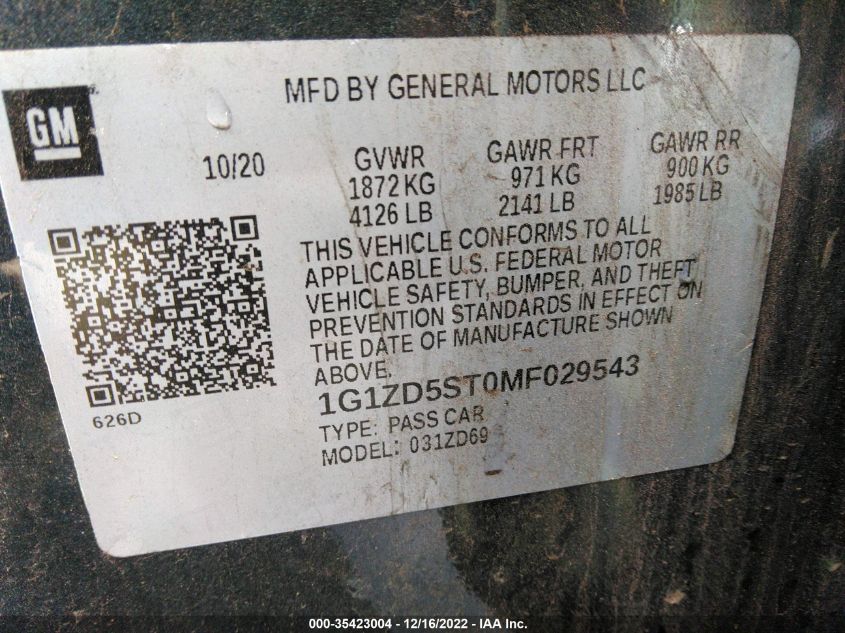 GM
MFD BY GENERAL MOTORS LLC
10/20
GVWR
1872 KG
4126 LB
GAWR FRT
971 KG
2141 LB
GAWR RR
900 KG
1985 LB
THIS VEHICLE CONFORMS TO ALL
APPLICABLE U.S. FEDERAL MOTOR
VEHICLE SAFETY, BUMPER, AND THEFT
PREVENTION STANDARDS IN EFFECT ON
THE DATE OF MANUFACTURE SHOWN
ABOVE.
626D
1G1ZD5ST0MF029543
TYPE: PASS CAR
MODEL: 031ZD69
000-35423004 - 12/16/2022 - IAA Inc.